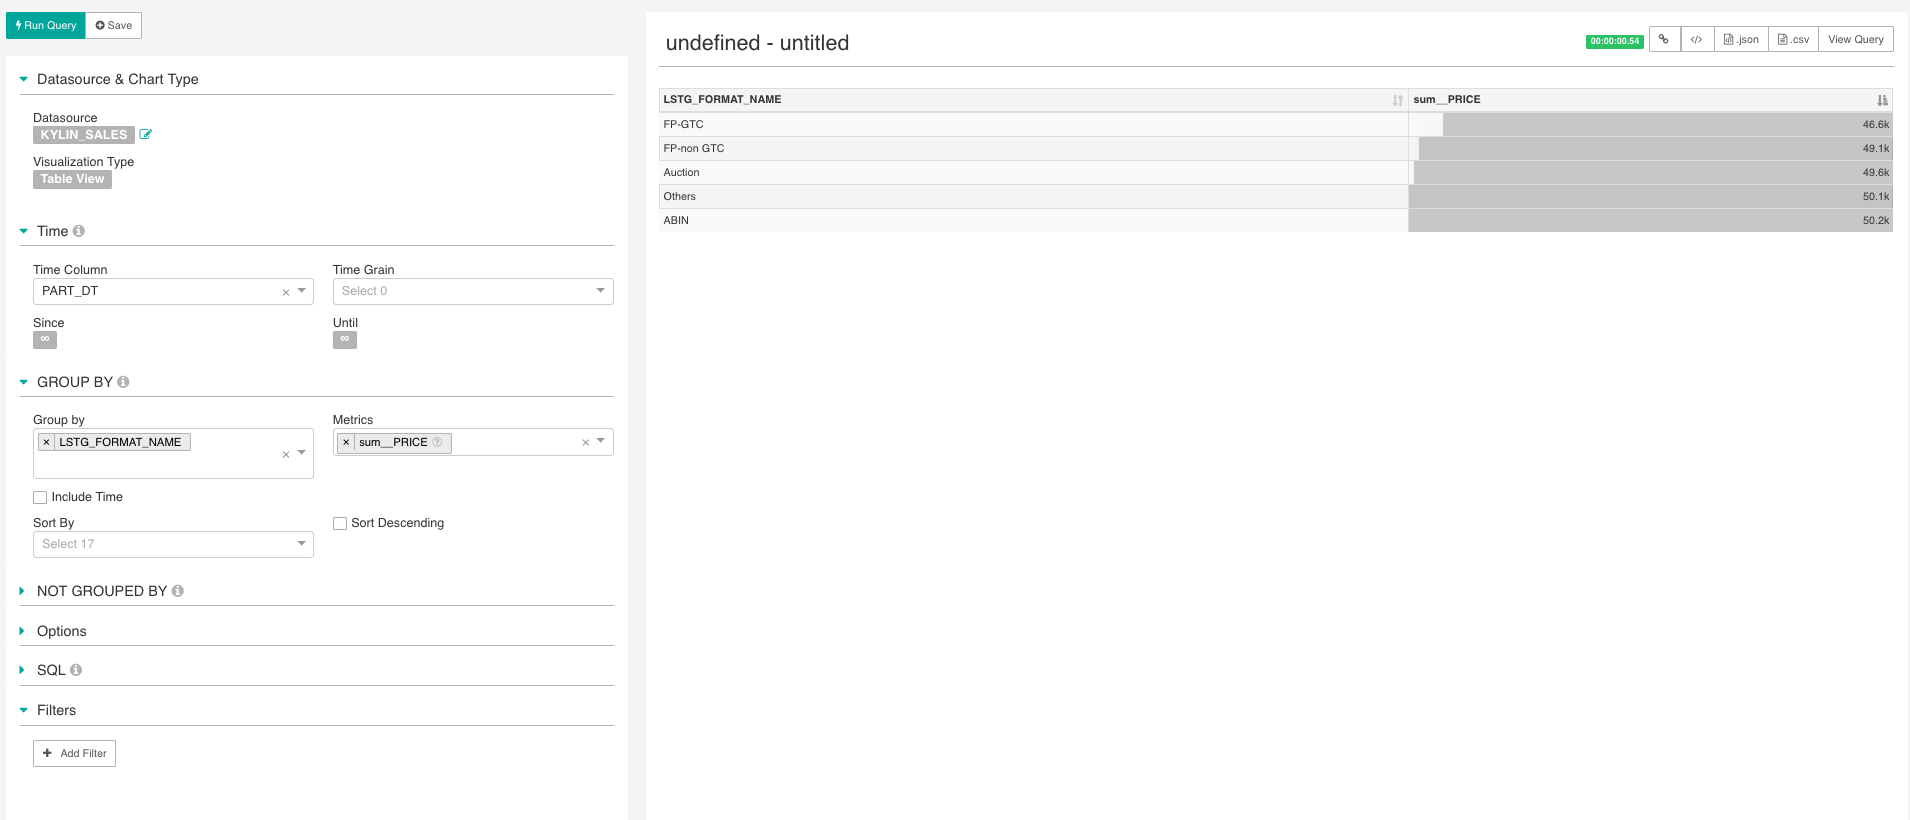 Run Query Save
Datasource & Chart Type
Datasource
KYLIN_SALES
Visualization Type
Table View
Time
Time Column Time Grain
PART_DT × Select 0
Since Until
∞ ∞
GROUP BY
Group by Metrics
× LSTG_FORMAT_NAME × × sum__PRICE ×
Include Time
Sort By Sort Descending
Select 17
NOT GROUPED BY
Options
SQL
Filters
+ Add Filter
undefined - untitled
00:00:00.54 </> .json .csv View Query
LSTG_FORMAT_NAME sum__PRICE
FP-GTC 46.6k
FP-non GTC 49.1k
Auction 49.6k
Others 50.1k
ABIN 50.2k